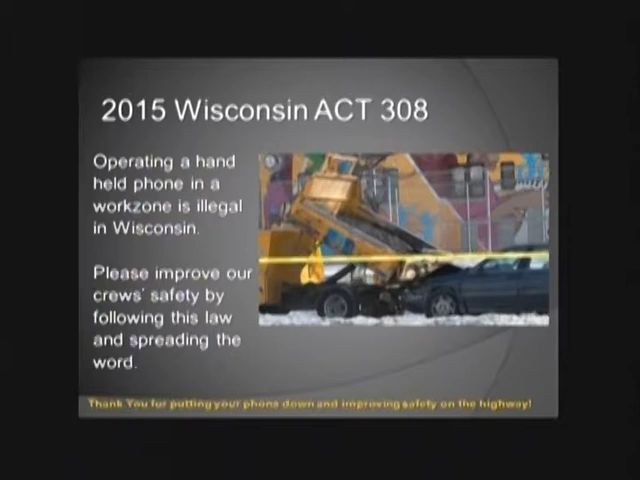 2015 Wisconsin ACT 308
Operating a hand
held phone in a
workzone is illegal
in Wisconsin.
Please improve our
crews' safety by
following this law
and spreading the
word.
Thank You for putting your phone down and improving safety on the highway!